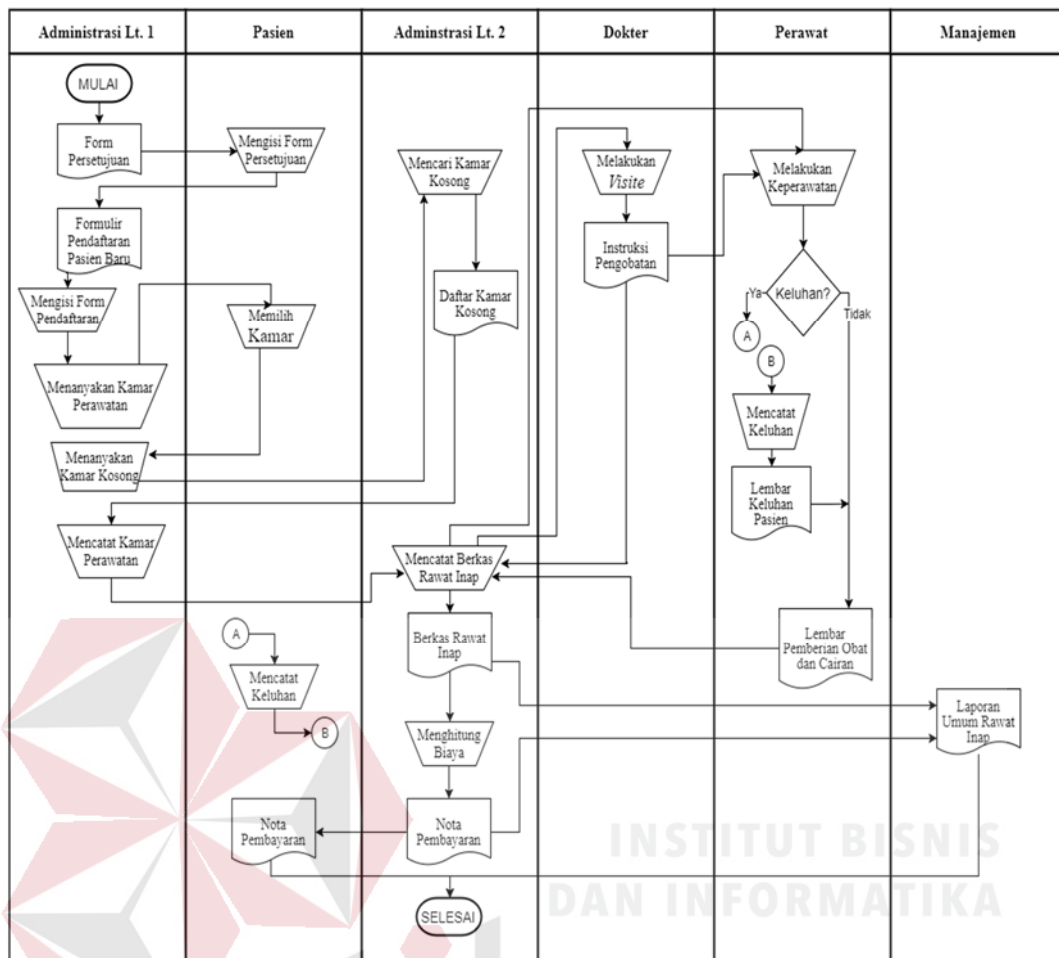 Administrasi Lt. 1
Pasien
Adminstrasi Lt. 2
Dokter
Perawat
Manajemen
MULAI
Form
Persetujuan
Mengisi Form
Persetujuan
Formulir
Pendaftaran
Pasien Baru
Mengisi Form
Pendaftaran
Memilih
Kamar
Menanyakan Kamar
Perawatan
Menanyakan
Kamar Kosong
Mencatat Kamar
Perawatan
Mencari Kamar
Kosong
Daftar Kamar
Kosong
Mencatat Berkas
Rawat Inap
Melakukan
Visite
Instruksi
Pengobatan
Melakukan
Keperawatan
Keluhan?
Ya
Tidak
A
B
Mencatat
Keluhan
Lembar
Keluhan
Pasien
Lembar
Pemberian Obat
dan Cairan
A
Mencatat
Keluhan
B
Berkas Rawat
Inap
Menghitung
Biaya
Laporan
Umum Rawat
Inap
Nota
Pembayaran
Nota
Pembayaran
SELESAI
INSTITUT BISNIS
DAN INFORMATIKA